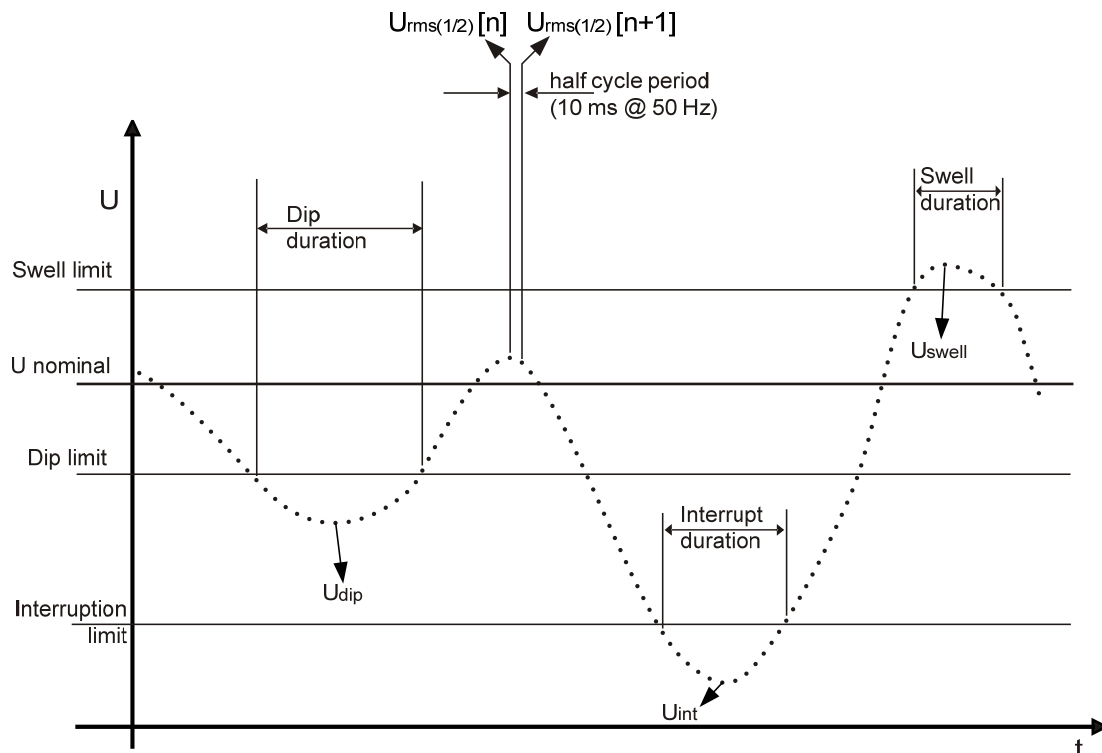 Urms(1/2) [n] Urms(1/2) [n+1]
half cycle period
(10 ms @ 50 Hz)
U
Dip
duration
Swell
duration
Swell limit
U nominal
Uswell
Dip limit
Interrupt
duration
Udip
Interruption
limit
Uint
t